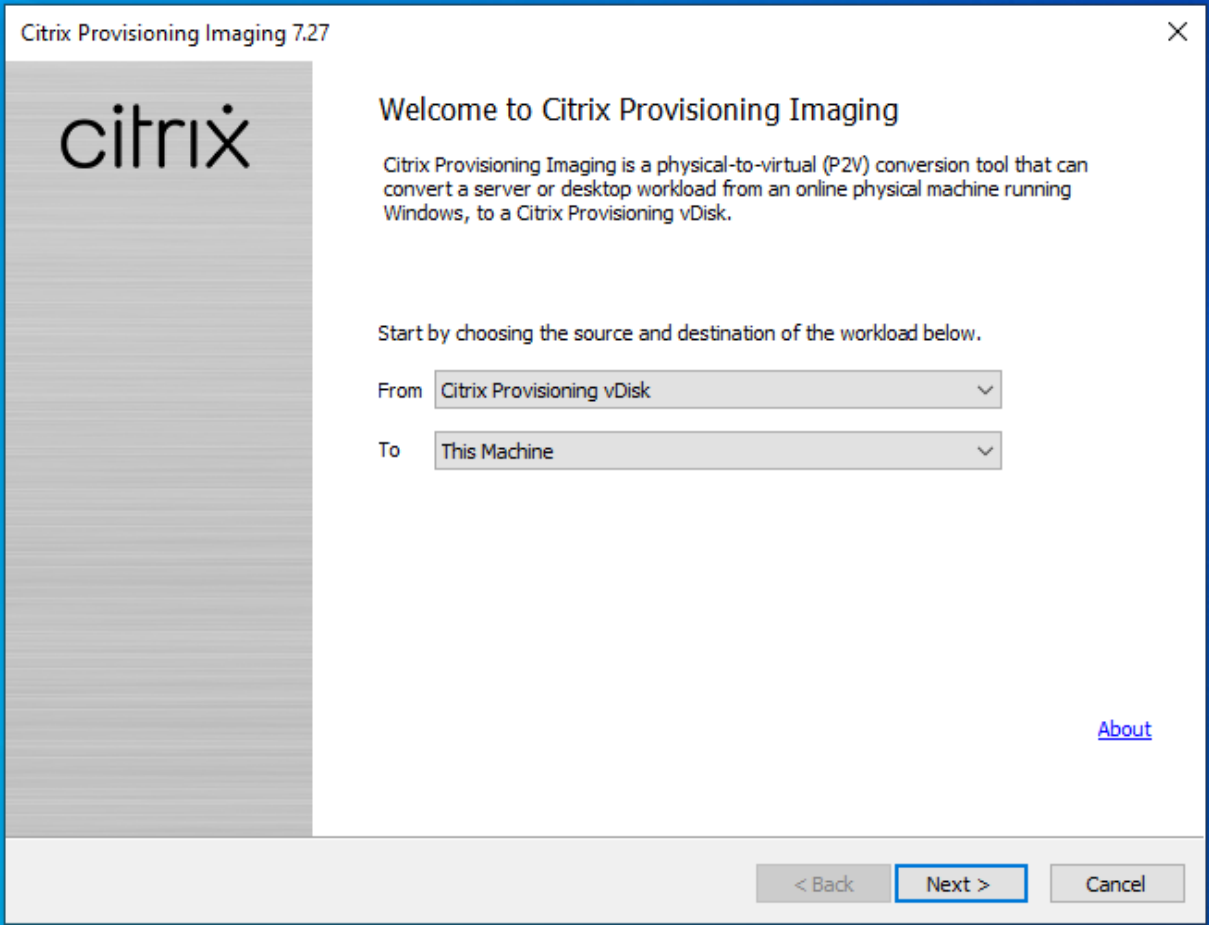 Citrix Provisioning Imaging 7.27
citrix
Welcome to Citrix Provisioning Imaging
Citrix Provisioning Imaging is a physical-to-virtual (P2V) conversion tool that can
convert a server or desktop workload from an online physical machine running
Windows, to a Citrix Provisioning vDisk.
Start by choosing the source and destination of the workload below.
From Citrix Provisioning vDisk
To This Machine
About
< Back Next > Cancel